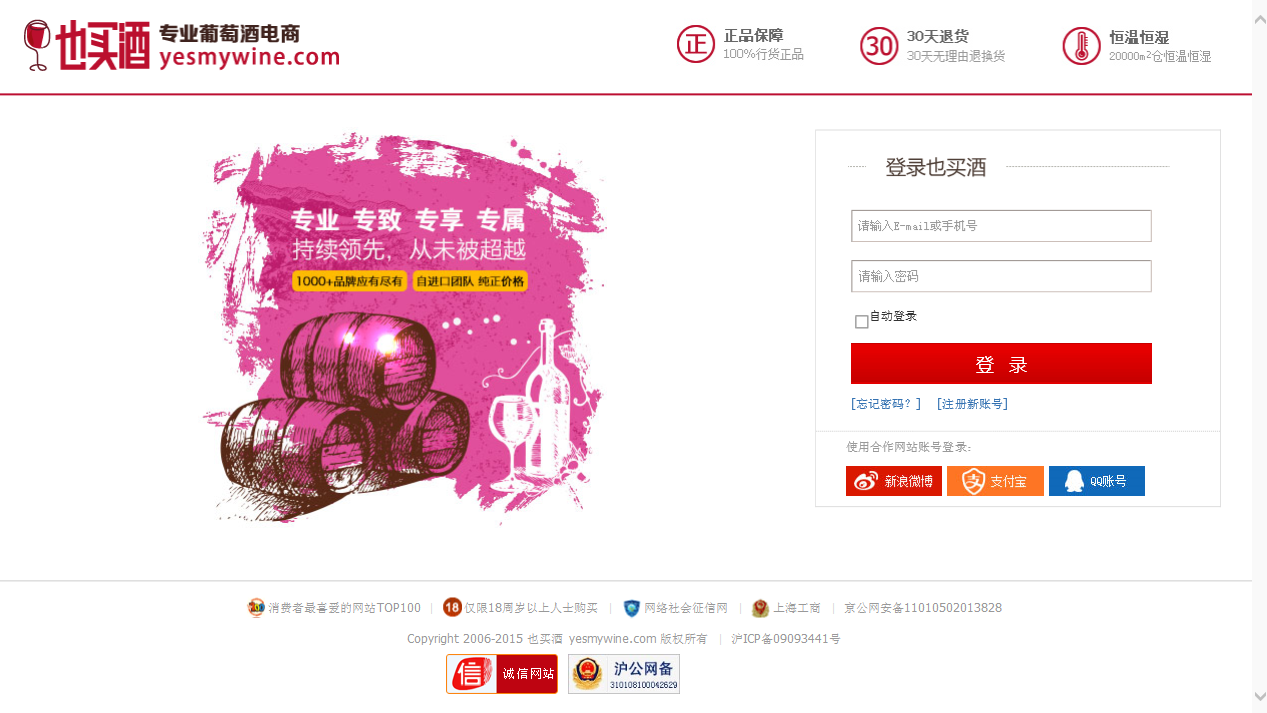 也买酒 专业葡萄酒电商
yesmywine.com
正 正品保障
100%行货正品
30 30天退货
30天无理由退换货
恒温恒湿
20000m²仓恒温恒湿
专业 专致 专享 专属
持续领先，从未被超越
1000+品牌应有尽有 自进口团队 纯正价格
登录也买酒
请输入E-mail或手机号
请输入密码
自动登录
登 录
[忘记密码？] [注册新账号]
使用合作网站账号登录:
新浪微博 支付宝 QQ账号
消费者最喜爱的网站TOP100 | 18 仅限18周岁以上人士购买 | 网络社会征信网 | 上海工商 | 京公网安备11010502013828
Copyright 2006-2015 也买酒 yesmywine.com 版权所有 | 沪ICP备09093441号
信 诚信网站 沪公网备
310108100042629